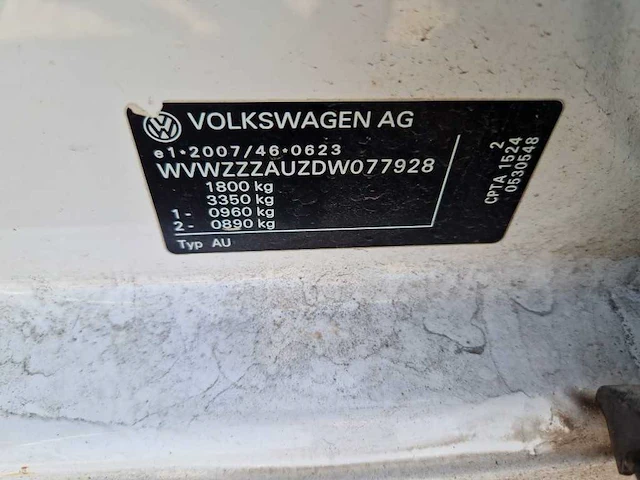 VOLKSWAGEN AG
e1*2007/46*0623
WVWZZZAUZDW077928
1800 kg
3350 kg
1- 0960 kg
2- 0890 kg
Typ AU
2
CPTA 1524
0530548